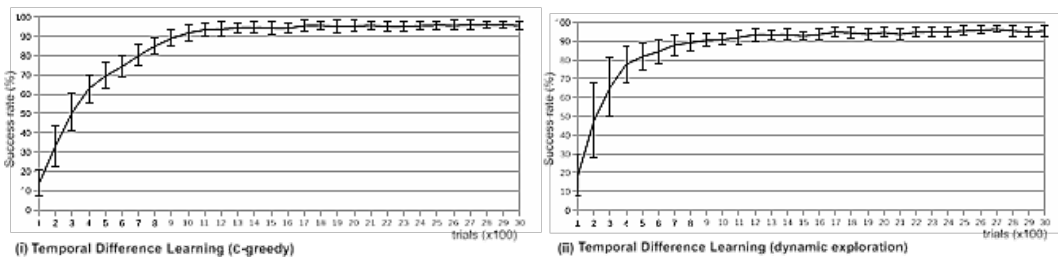 100
90
80
70
60
50
40
30
20
10
0
Success rate (%)
1 2 3 4 5 6 7 8 9 10 11 12 13 14 15 16 17 18 19 20 21 22 23 24 25 26 27 28 29 30
trials (x100)
(i) Temporal Difference Learning (ϵ-greedy)
100
90
80
70
60
50
40
30
20
10
0
Success rate (%)
1 2 3 4 5 6 7 8 9 10 11 12 13 14 15 16 17 18 19 20 21 22 23 24 25 26 27 28 29 30
trials (x100)
(ii) Temporal Difference Learning (dynamic exploration)